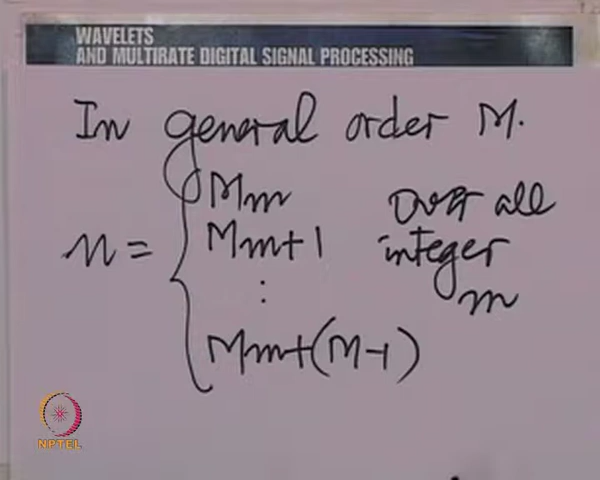 WAVELETS
AND MULTIRATE DIGITAL SIGNAL PROCESSING
In general order M.
n = { Mm
Mm+1
⋮
Mm+(M-1)
over all
integer
m
NPTEL